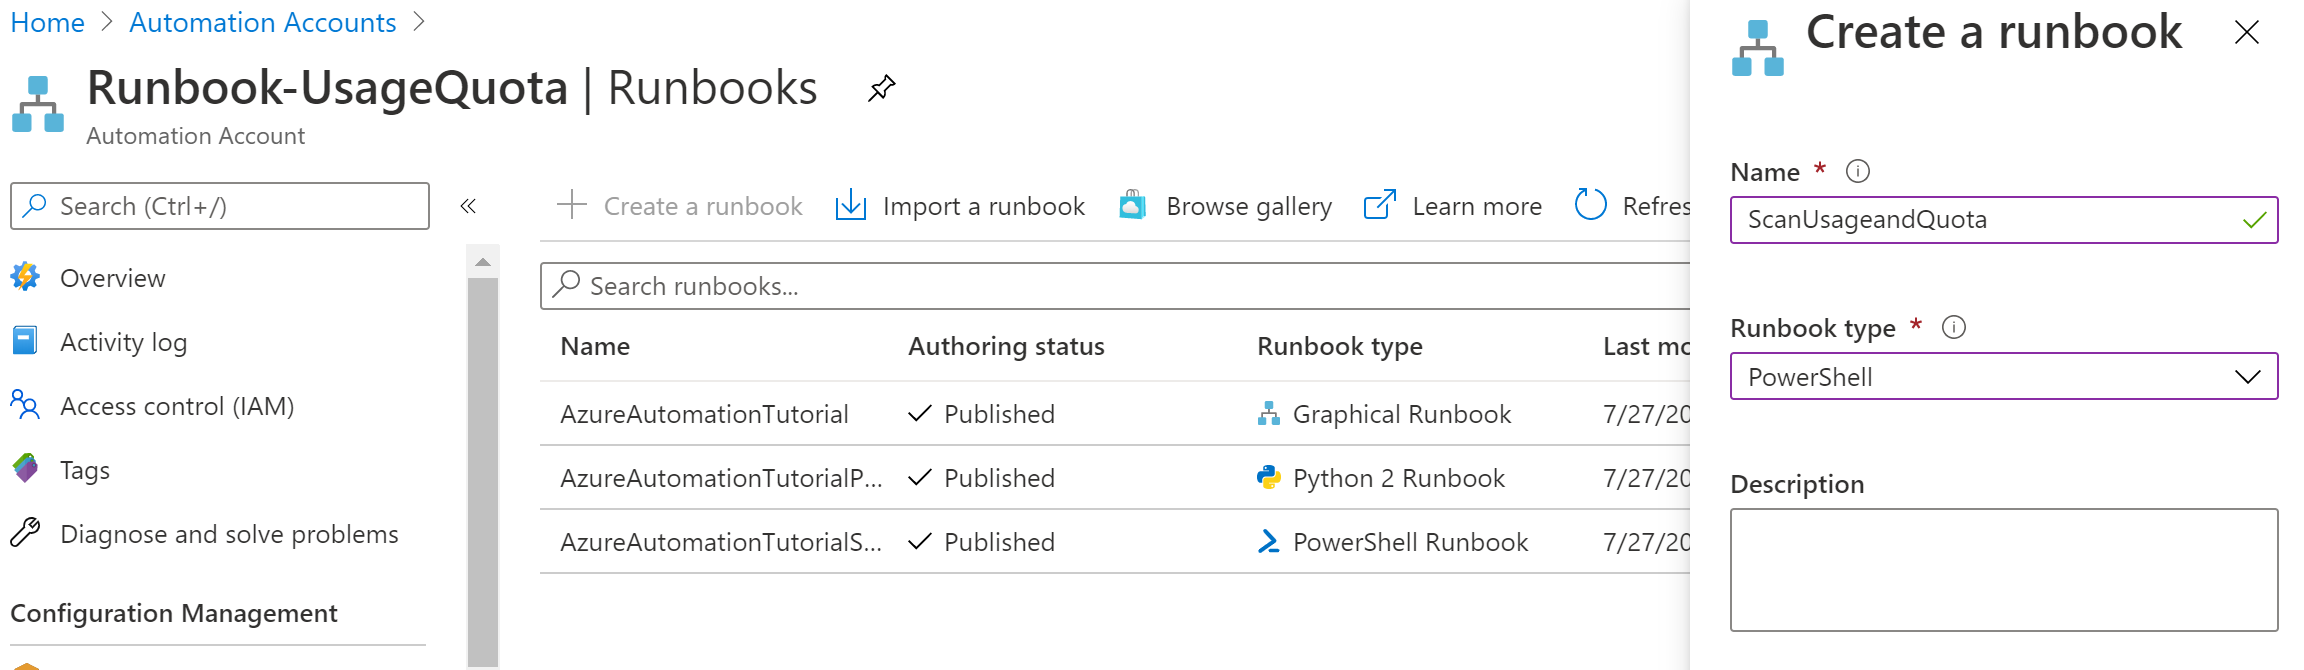 Home > Automation Accounts >
Runbook-UsageQuota | Runbooks
Automation Account
Search (Ctrl+/)
«
Overview
Activity log
Access control (IAM)
Tags
Diagnose and solve problems
Configuration Management
Create a runbook
Import a runbook
Browse gallery
Learn more
Refres
Search runbooks...
Name Authoring status Runbook type Last mo
AzureAutomationTutorial Published Graphical Runbook 7/27/20
AzureAutomationTutorialP... Published Python 2 Runbook 7/27/20
AzureAutomationTutorialS... Published PowerShell Runbook 7/27/20
Create a runbook
Name *
ScanUsageandQuota
Runbook type *
PowerShell
Description